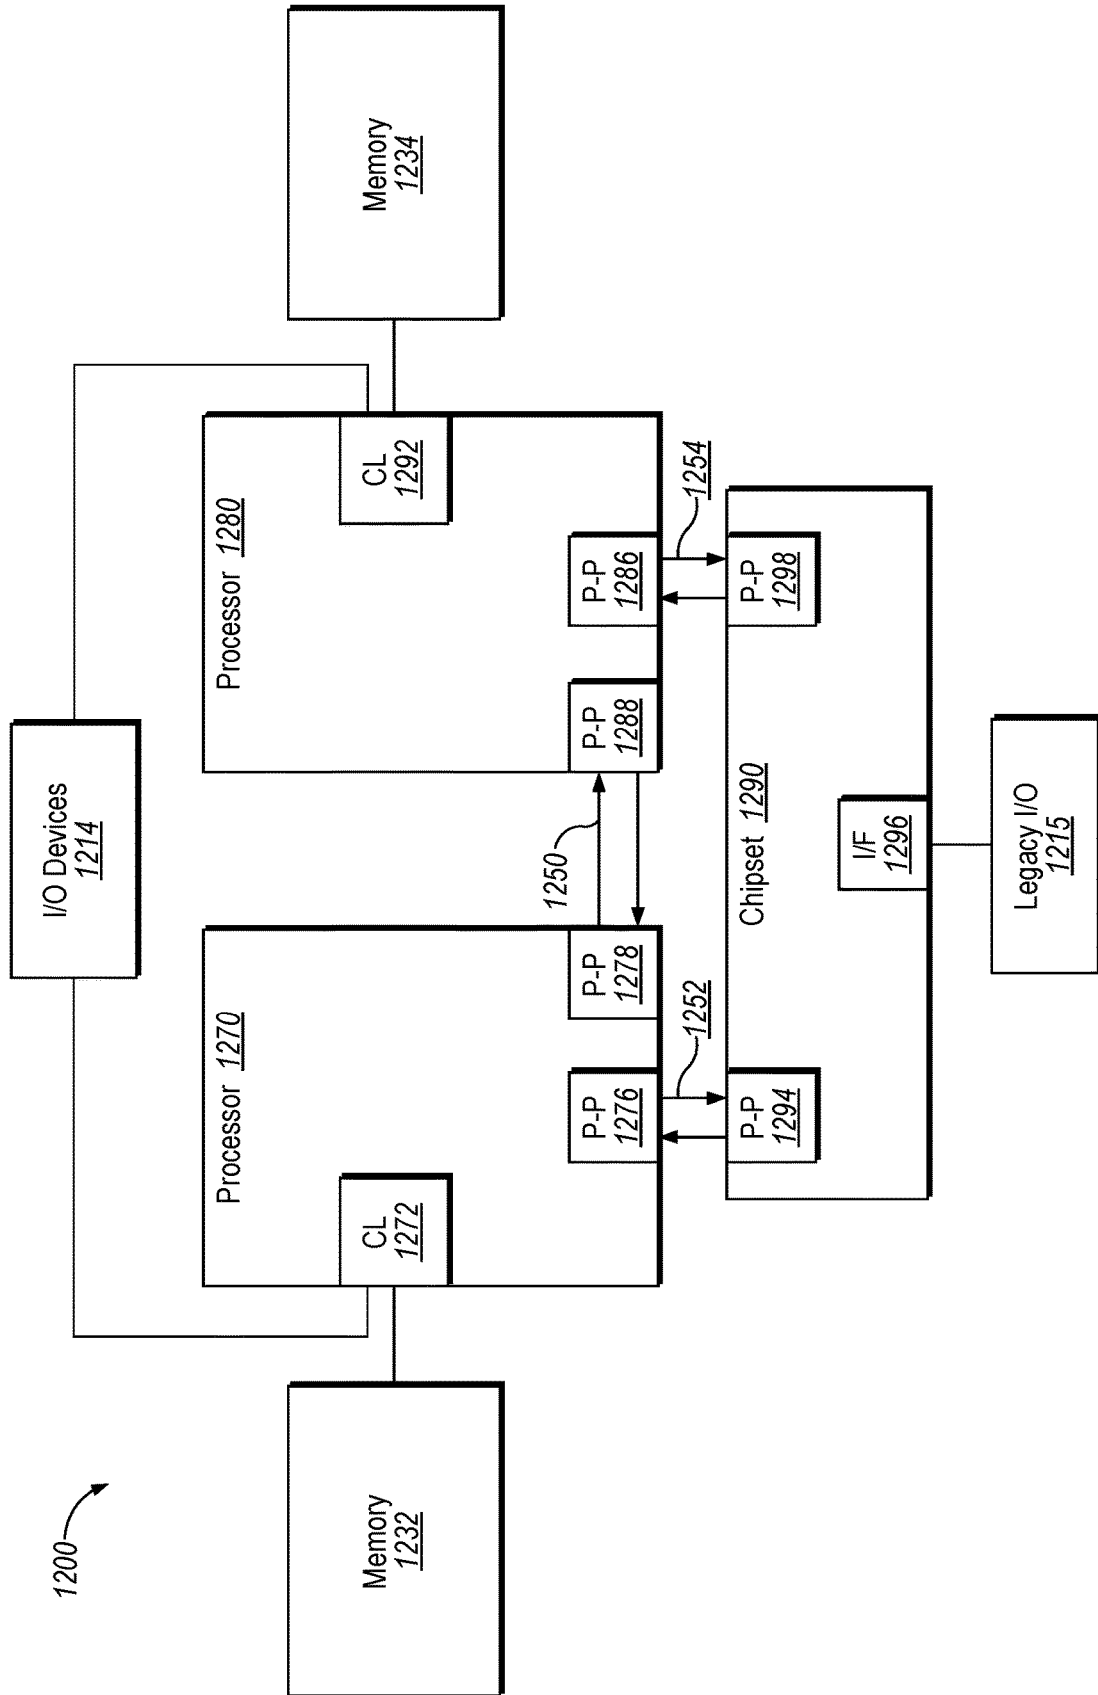 1200
I/O Devices
1214
Memory
1232
Processor 1270
CL
1272
P-P
1276
P-P
1278
1250
Processor 1280
CL
1292
P-P
1288
P-P
1286
Memory
1234
1252
1254
Chipset 1290
P-P
1294
P-P
1298
I/F
1296
Legacy I/O
1215